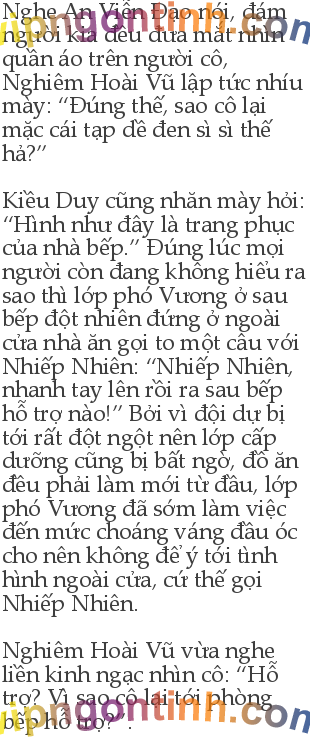 Nghe An Viễn Đạo nói, đám
người kia đều đưa mắt nhìn
quần áo trên người cô,
Nghiêm Hoài Vũ lập tức nhíu
mày: “Đúng thế, sao cô lại
mặc cái tạp dề đen sì sì thế
hả?”

Kiều Duy cũng nhăn mày hỏi:
“Hình như đây là trang phục
của nhà bếp.” Đúng lúc mọi
người còn đang không hiểu ra
sao thì lớp phó Vương ở sau
bếp đột nhiên đứng ở ngoài
cửa nhà ăn gọi to một câu với
Nhiếp Nhiên: “Nhiếp Nhiên,
nhanh tay lên rồi ra sau bếp
hỗ trợ nào!” Bởi vì đội dự bị
tới rất đột ngột nên lớp cấp
dưỡng cũng bị bất ngờ, đồ ăn
đều phải làm mới từ đầu, lớp
phó Vương đã sớm làm việc
đến mức choáng váng đầu óc
cho nên không để ý tới tình
hình ngoài cửa, cứ thế gọi
Nhiếp Nhiên.

Nghiêm Hoài Vũ vừa nghe
liền kinh ngạc nhìn cô: “Hỗ
trợ? Vì sao cô lại tới phòng
bếp hỗ trợ?”.
vipngontinh.com
vipngontinh.com